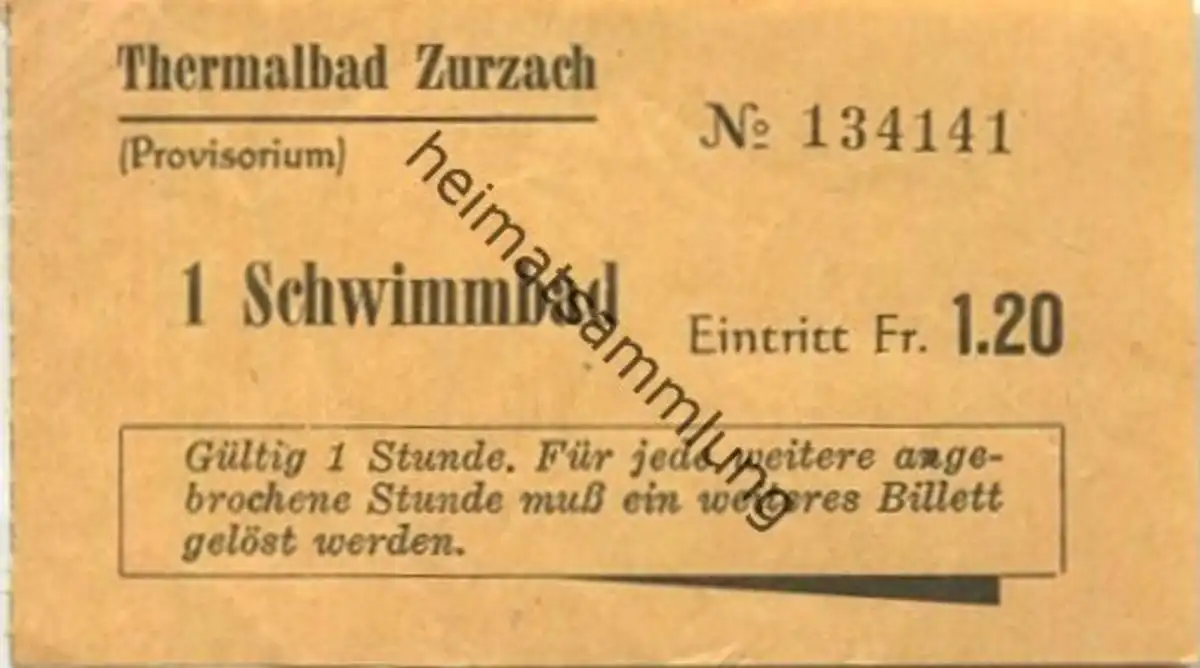 Thermalbad Zurzach
(Provisorium)
№ 134141
1 Schwimmbad
Eintritt Fr. 1.20
Gültig 1 Stunde. Für jede weitere ange-
brochene Stunde muß ein weiteres Billett
gelöst werden.
heimatsammlung